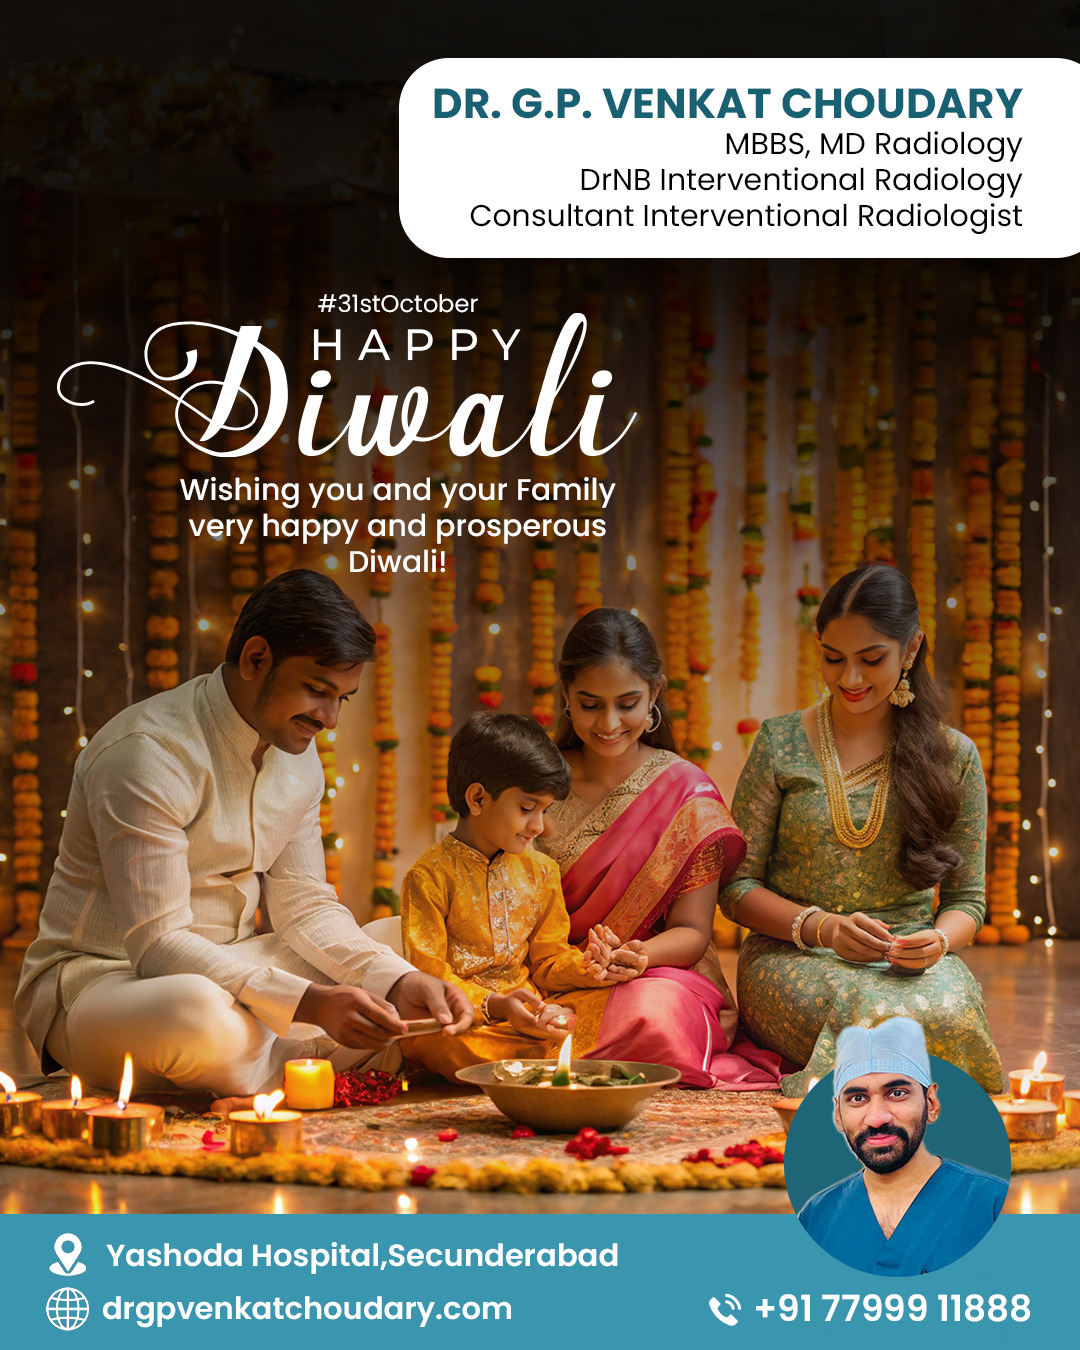 DR. G.P. VENKAT CHOUDARY
MBBS, MD Radiology
DrNB Interventional Radiology
Consultant Interventional Radiologist
#31stOctober
HAPPY
Diwali
Wishing you and your Family
very happy and prosperous
Diwali!
Yashoda Hospital,Secunderabad
drgpvenkatchoudary.com
+91 77999 11888